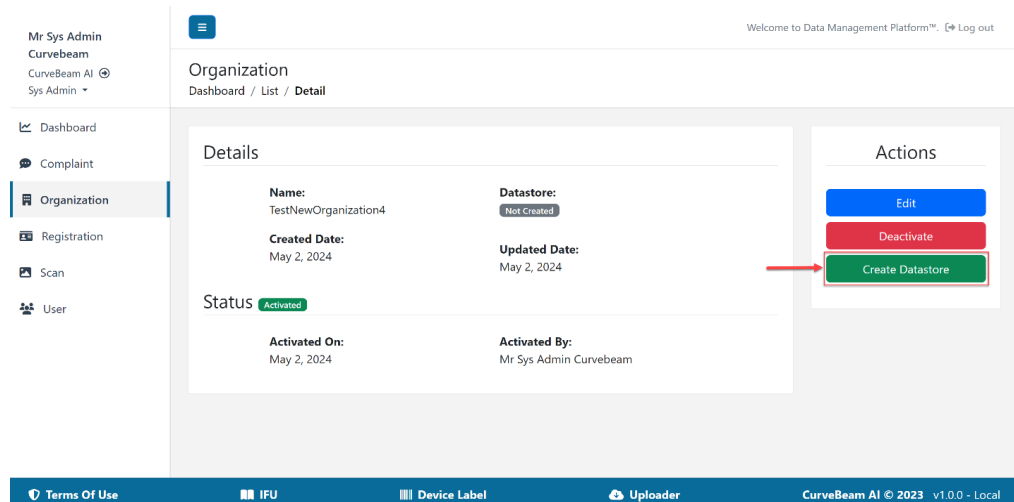 Mr Sys Admin
Curvebeam
CurveBeam AI
Sys Admin
Dashboard
Complaint
Organization
Registration
Scan
User
Welcome to Data Management Platform™. Log out
Organization
Dashboard / List / Detail
Details
Name:
TestNewOrganization4
Datastore:
Not Created
Created Date:
May 2, 2024
Updated Date:
May 2, 2024
Status Activated
Activated On:
May 2, 2024
Activated By:
Mr Sys Admin Curvebeam
Actions
Edit
Deactivate
Create Datastore
Terms Of Use IFU Device Label Uploader CurveBeam AI © 2023 v1.0.0 - Local